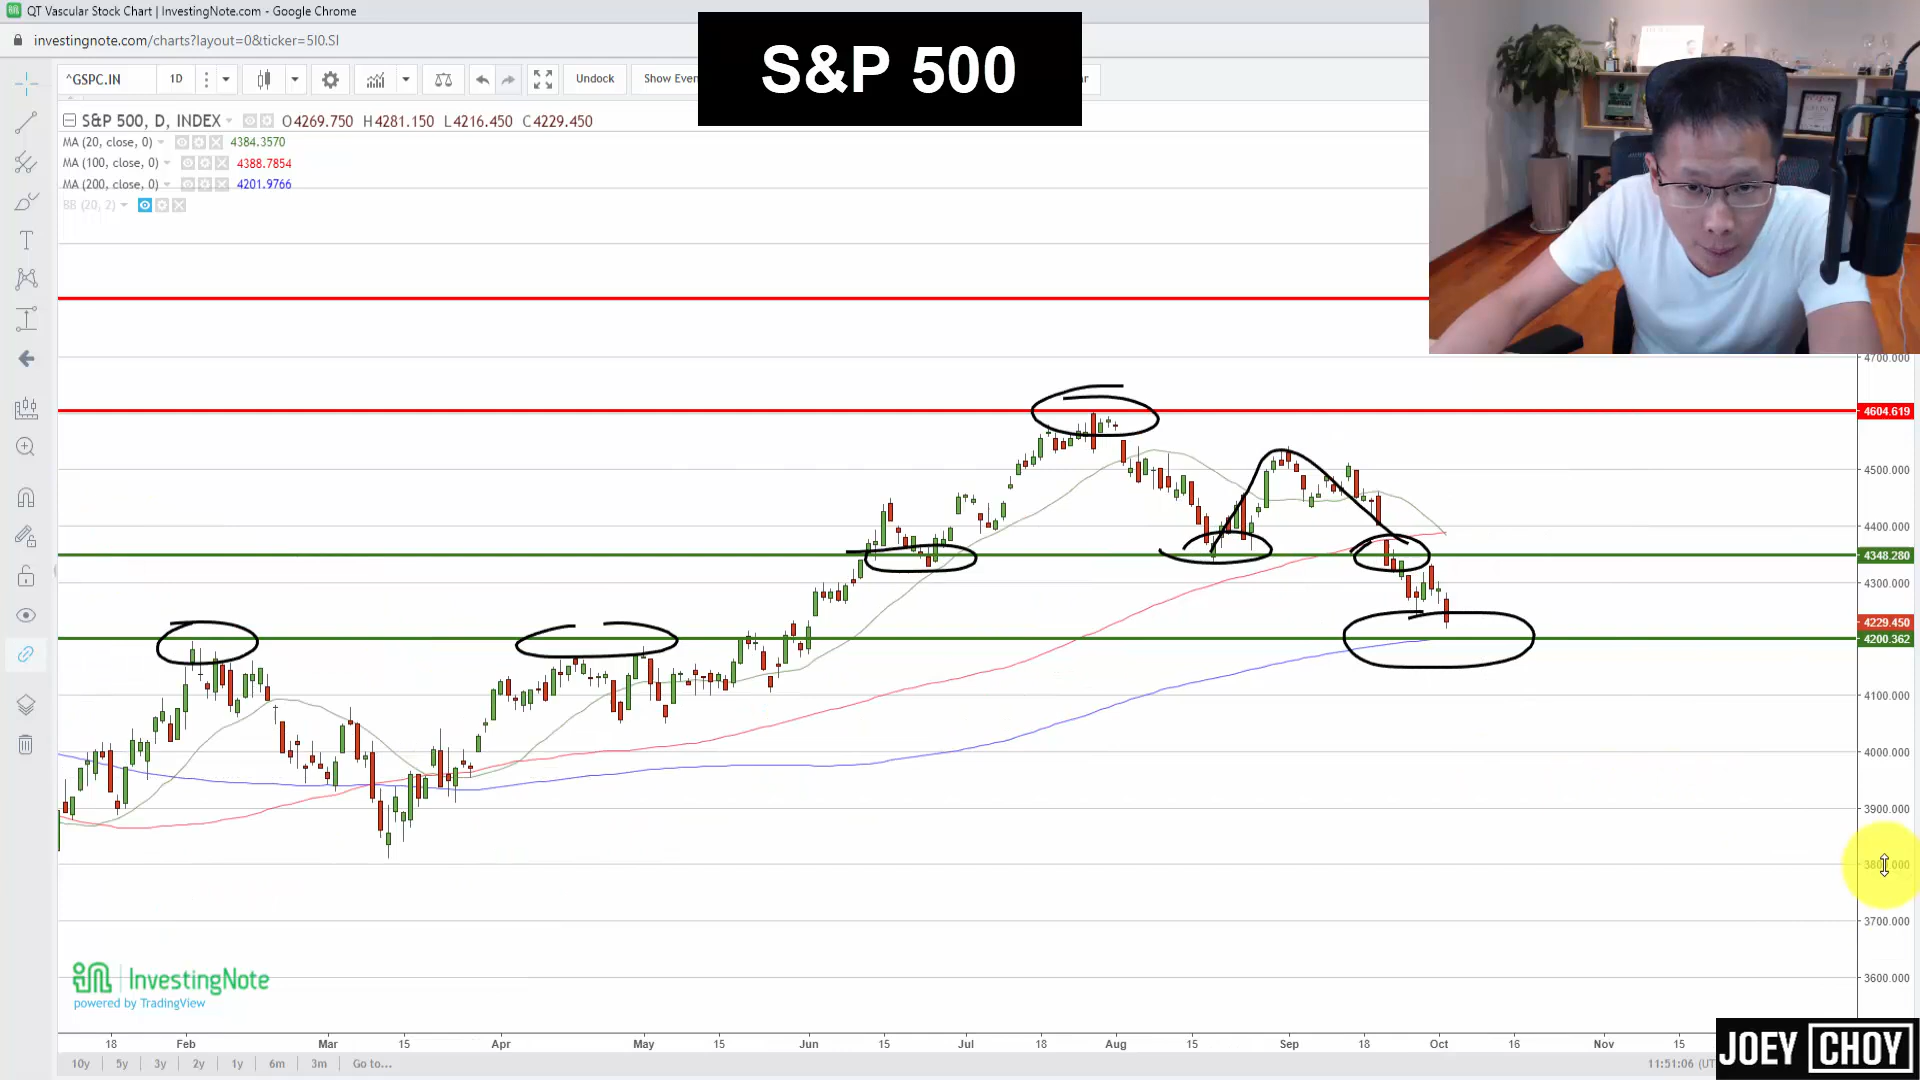 QT Vascular Stock Chart | InvestingNote.com - Google Chrome
investingnote.com/charts?layout=0&ticker=5I0.SI
S&P 500
^GSPC.IN 1D Undock Show Even
S&P 500, D, INDEX O4269.750 H4281.150 L4216.450 C4229.450
MA (20, close, 0) 4384.3570
MA (100, close, 0) 4388.7854
MA (200, close, 0) 4201.9766
BB (20, 2)
4700.000
4604.619
4500.000
4400.000
4348.280
4300.000
4229.450
4200.362
4100.000
4000.000
3900.000
3800.000
3700.000
3600.000
InvestingNote
powered by TradingView
18 Feb Mar 15 Apr May 15 Jun 15 Jul 18 Aug 15 Sep 18 Oct 16 Nov 15
10y 5y 3y 2y 1y 6m 3m Go to... 11:51:06 (UT
JOEY CHOY